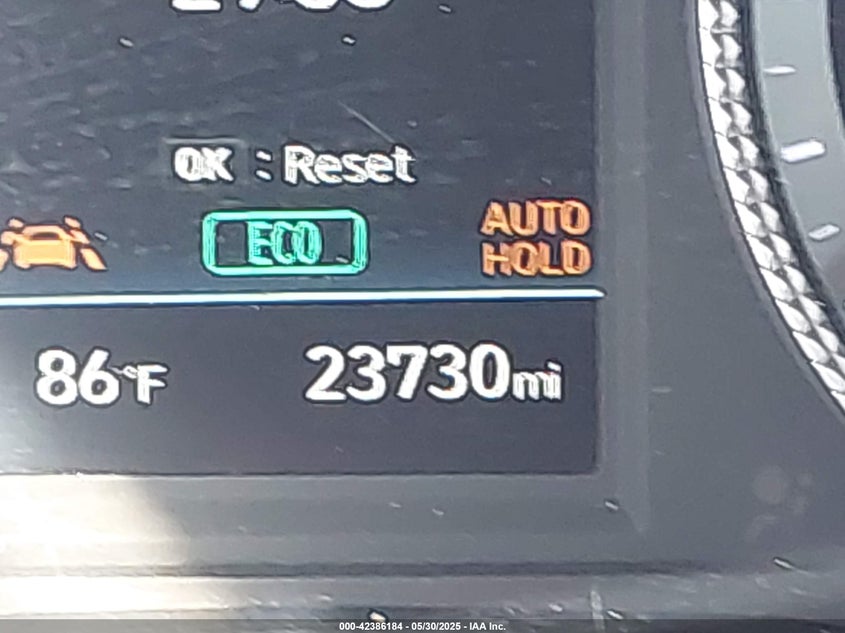 OK : Reset
ECO
AUTO
HOLD
86°F 23730mi
000-42386184 - 05/30/2025 - IAA Inc.